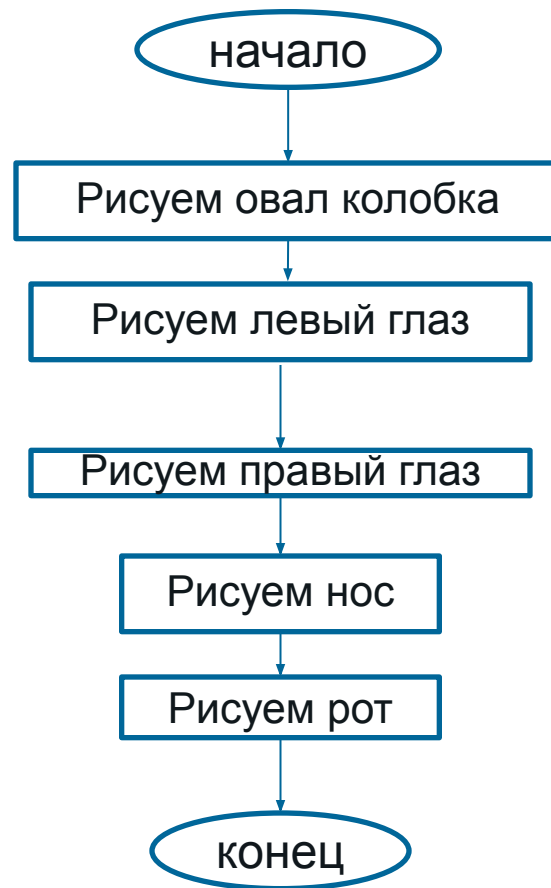 начало
Рисуем овал колобка
Рисуем левый глаз
Рисуем правый глаз
Рисуем нос
Рисуем рот
конец